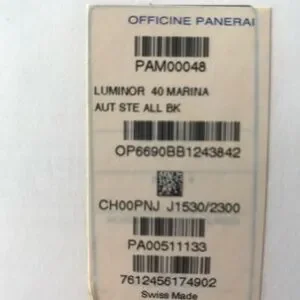 OFFICINE PANERAI
PAM00048
LUMINOR 40 MARINA
AUT STE ALL BK
OP6690BB1243842
CH00PNJ J1530/2300
PA00511133
7612456174902
Swiss Made